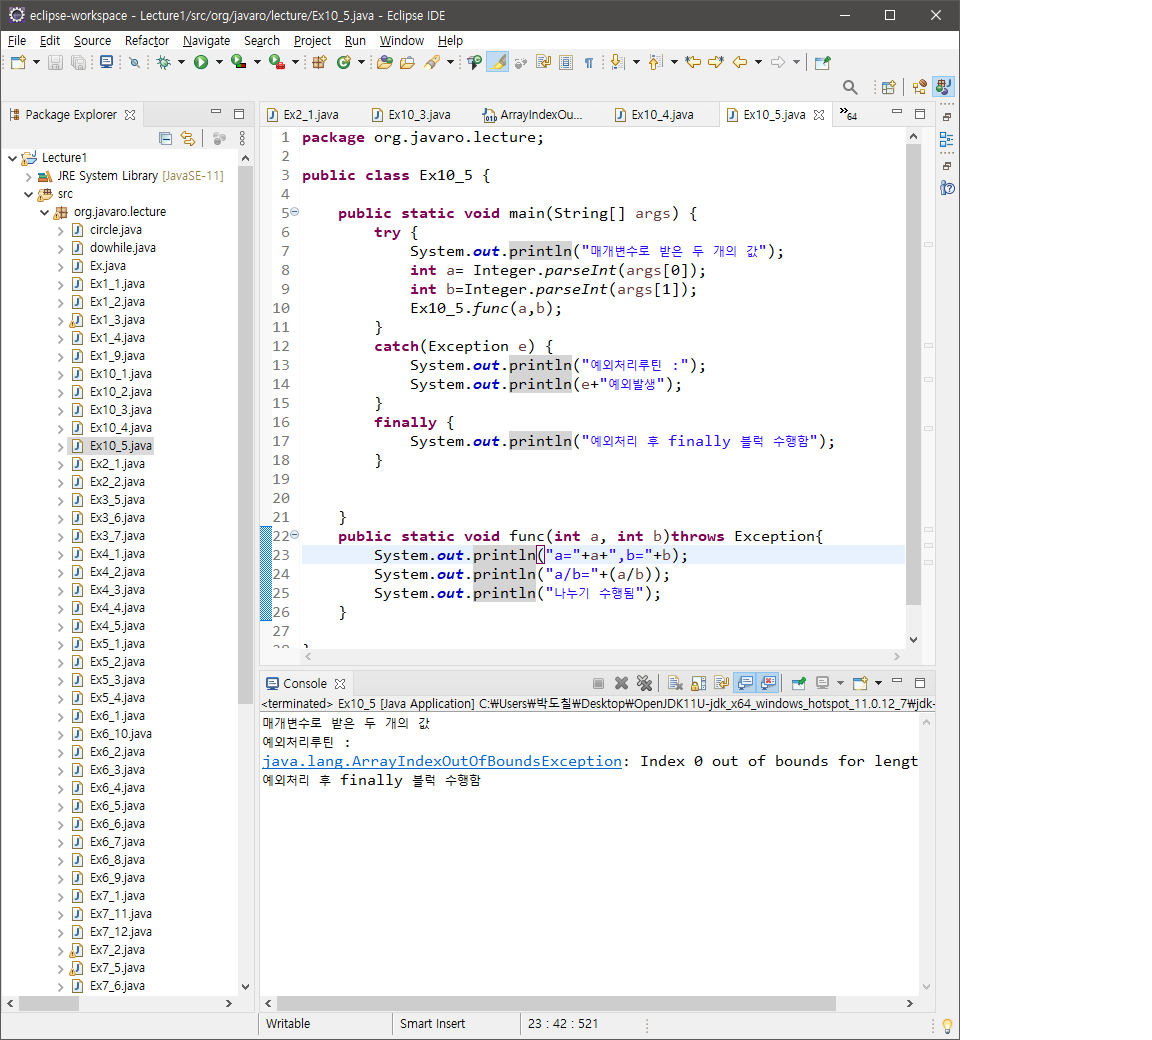 eclipse-workspace - Lecture1/src/org/javaro/lecture/Ex10_5.java - Eclipse IDE
File Edit Source Refactor Navigate Search Project Run Window Help
Package Explorer
Lecture1
JRE System Library [JavaSE-11]
src
org.javaro.lecture
circle.java
dowhile.java
Ex.java
Ex1_1.java
Ex1_2.java
Ex1_3.java
Ex1_4.java
Ex1_9.java
Ex10_1.java
Ex10_2.java
Ex10_3.java
Ex10_4.java
Ex10_5.java
Ex2_1.java
Ex2_2.java
Ex3_5.java
Ex3_6.java
Ex3_7.java
Ex4_1.java
Ex4_2.java
Ex4_3.java
Ex4_4.java
Ex4_5.java
Ex5_1.java
Ex5_2.java
Ex5_3.java
Ex5_4.java
Ex6_1.java
Ex6_10.java
Ex6_2.java
Ex6_3.java
Ex6_4.java
Ex6_5.java
Ex6_6.java
Ex6_7.java
Ex6_8.java
Ex6_9.java
Ex7_1.java
Ex7_11.java
Ex7_12.java
Ex7_2.java
Ex7_5.java
Ex7_6.java
Ex2_1.java Ex10_3.java ArrayIndexOu... Ex10_4.java Ex10_5.java »64
1 package org.javaro.lecture;
2
3 public class Ex10_5 {
4
5 public static void main(String[] args) {
6 try {
7 System.out.println("매개변수로 받은 두 개의 값");
8 int a= Integer.parseInt(args[0]);
9 int b=Integer.parseInt(args[1]);
10 Ex10_5.func(a,b);
11 }
12 catch(Exception e) {
13 System.out.println("예외처리루틴 :");
14 System.out.println(e+"예외발생");
15 }
16 finally {
17 System.out.println("예외처리 후 finally 블럭 수행함");
18 }
19
20
21 }
22 public static void func(int a, int b)throws Exception{
23 System.out.println("a="+a+",b="+b);
24 System.out.println("a/b="+(a/b));
25 System.out.println("나누기 수행됨");
26 }
27
Console
<terminated> Ex10_5 [Java Application] C:₩Users₩박도칠₩Desktop₩OpenJDK11U-jdk_x64_windows_hotspot_11.0.12_7₩jdk-
매개변수로 받은 두 개의 값
예외처리루틴 :
java.lang.ArrayIndexOutOfBoundsException: Index 0 out of bounds for lengt
예외처리 후 finally 블럭 수행함
Writable Smart Insert 23 : 42 : 521